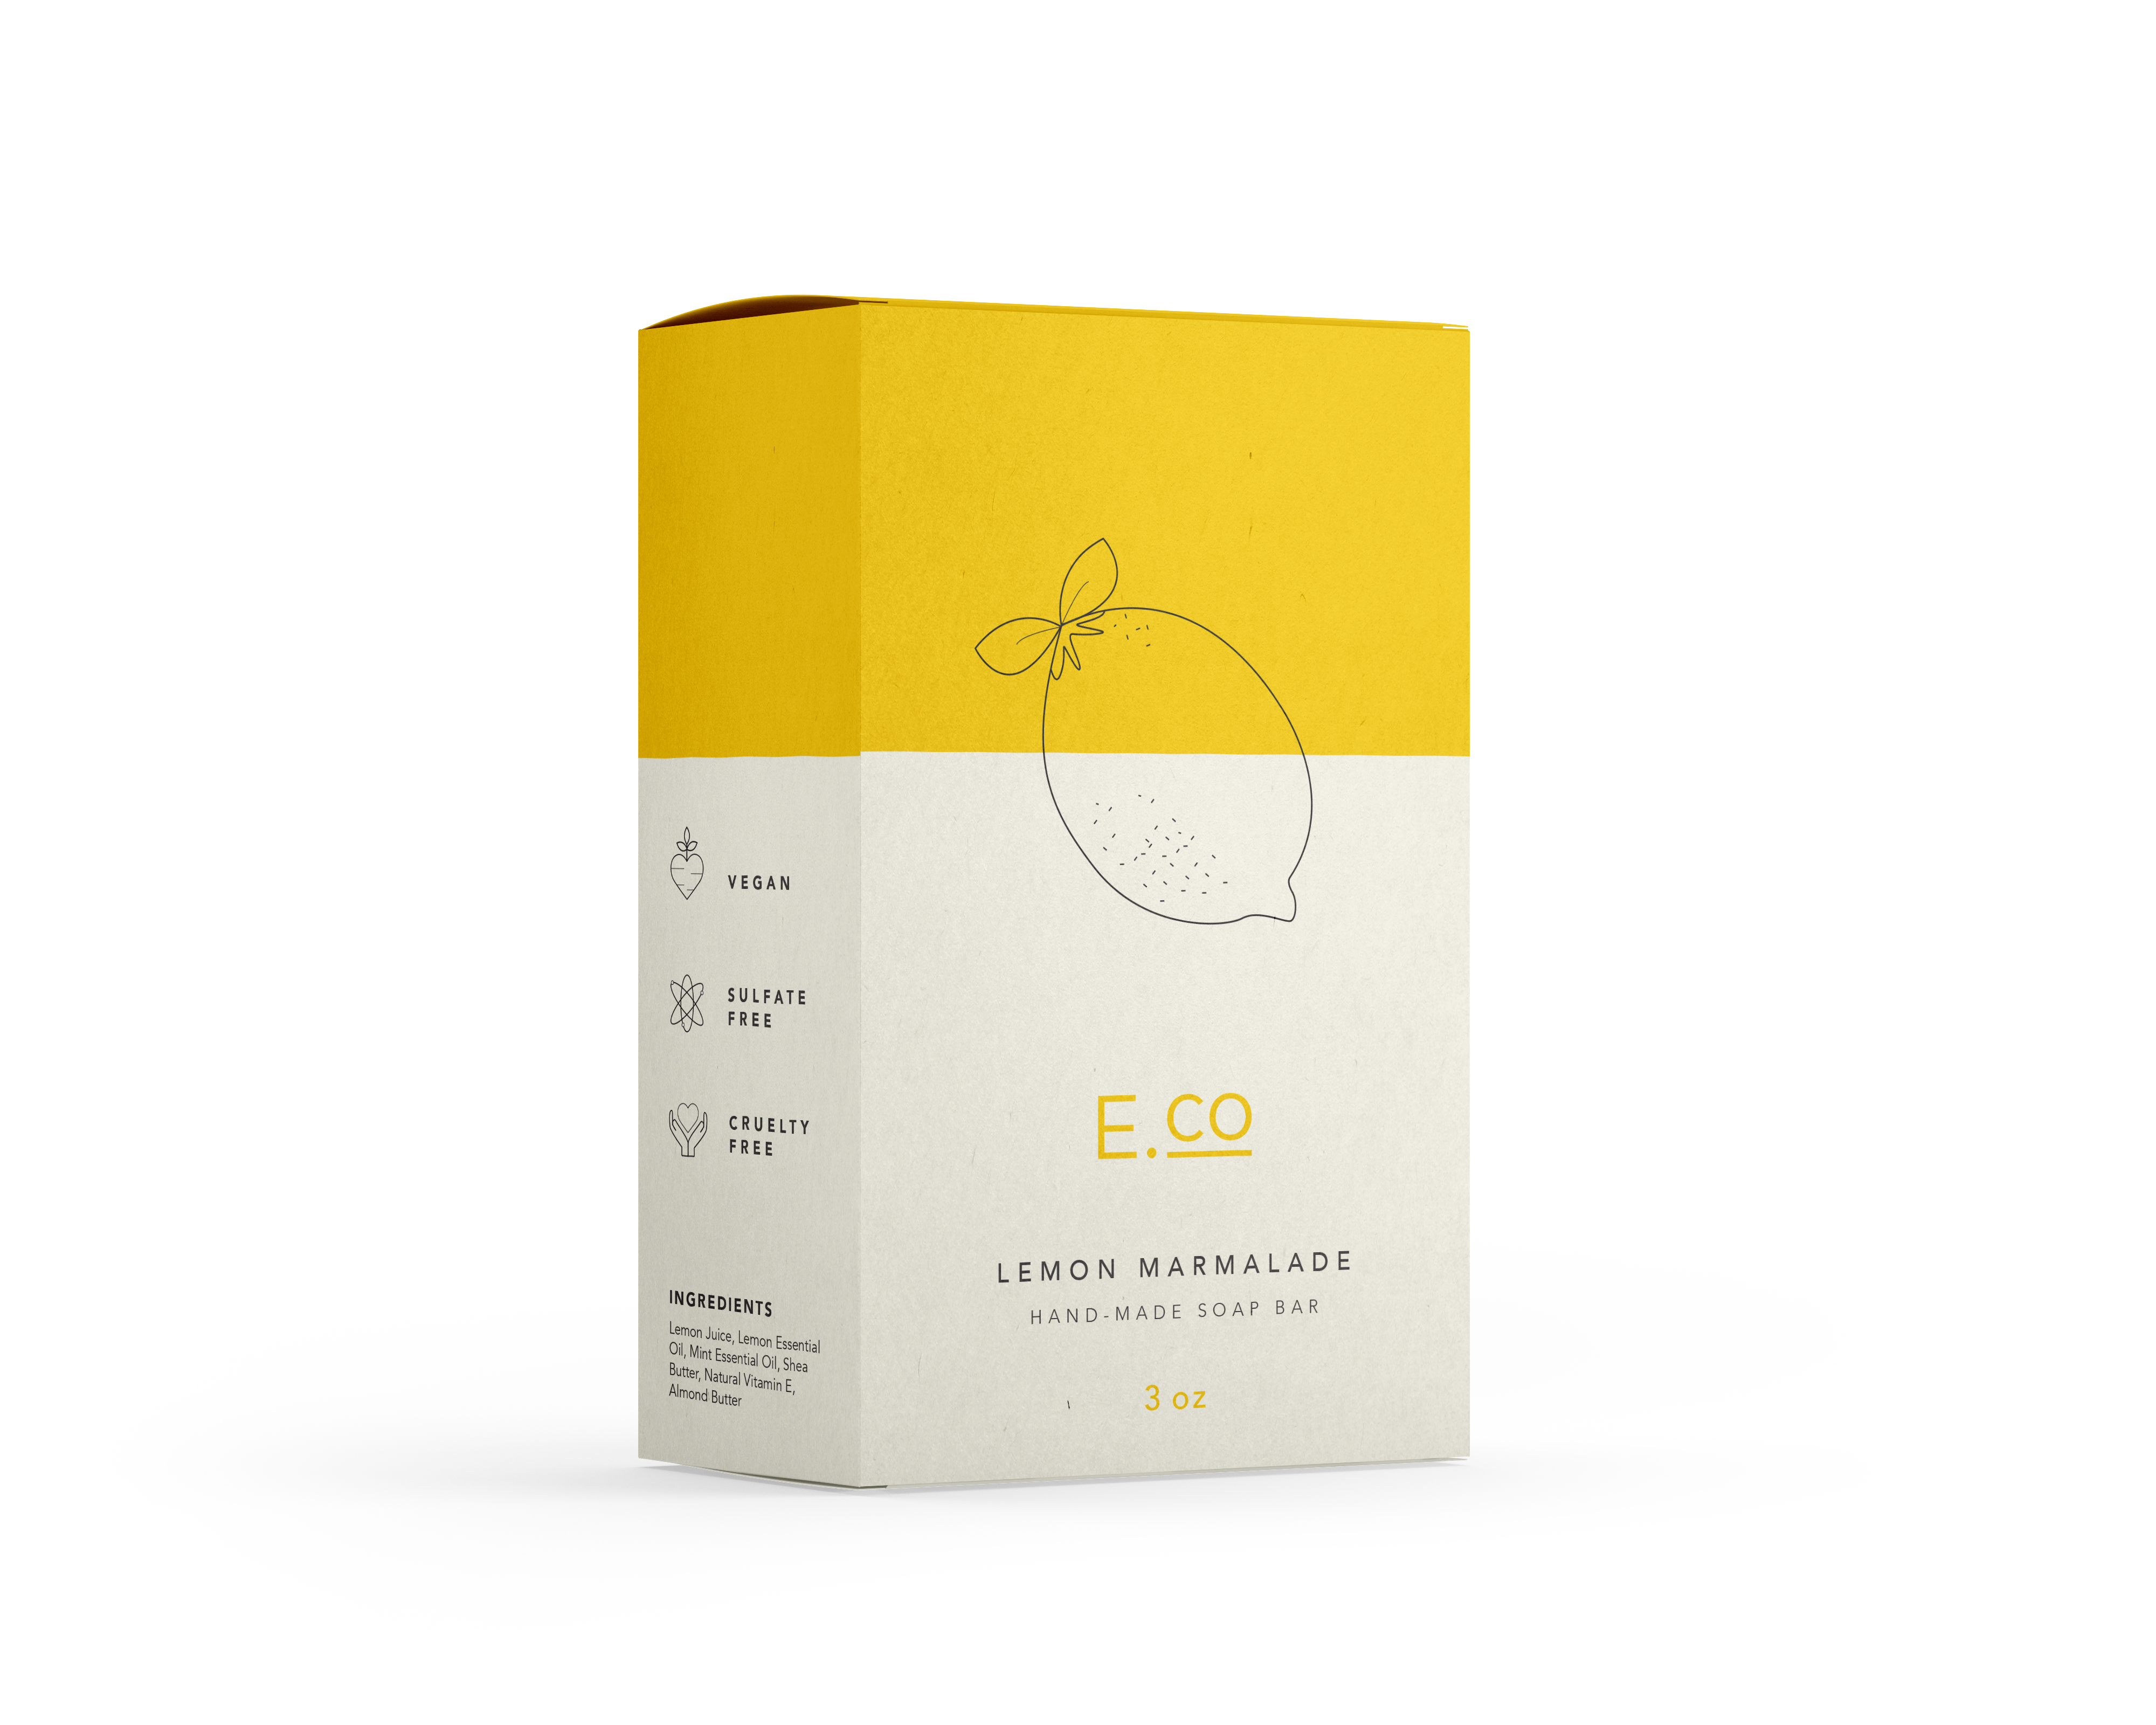 VEGAN
SULFATE
FREE
CRUELTY
FREE
INGREDIENTS
Lemon Juice, Lemon Essential
Oil, Mint Essential Oil, Shea
Butter, Natural Vitamin E,
Almond Butter
E.CO
LEMON MARMALADE
HAND-MADE SOAP BAR
3 oz